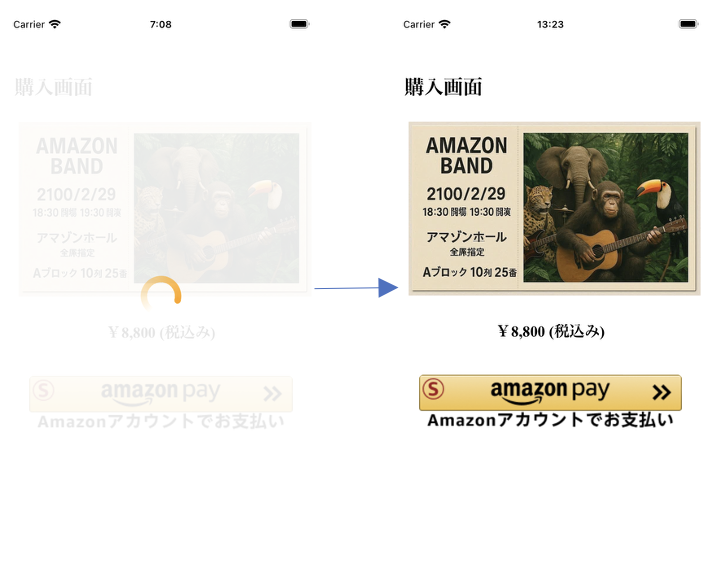 Carrier 7:08
購入画面
AMAZON
BAND
2100/2/29
18:30 開場 19:30 開演
アマゾンホール
全席指定
Aブロック 10列 25番
￥8,800 (税込み)
S amazon pay
Amazonアカウントでお支払い
Carrier 13:23
購入画面
AMAZON
BAND
2100/2/29
18:30 開場 19:30 開演
アマゾンホール
全席指定
Aブロック 10列 25番
￥8,800 (税込み)
S amazon pay
Amazonアカウントでお支払い